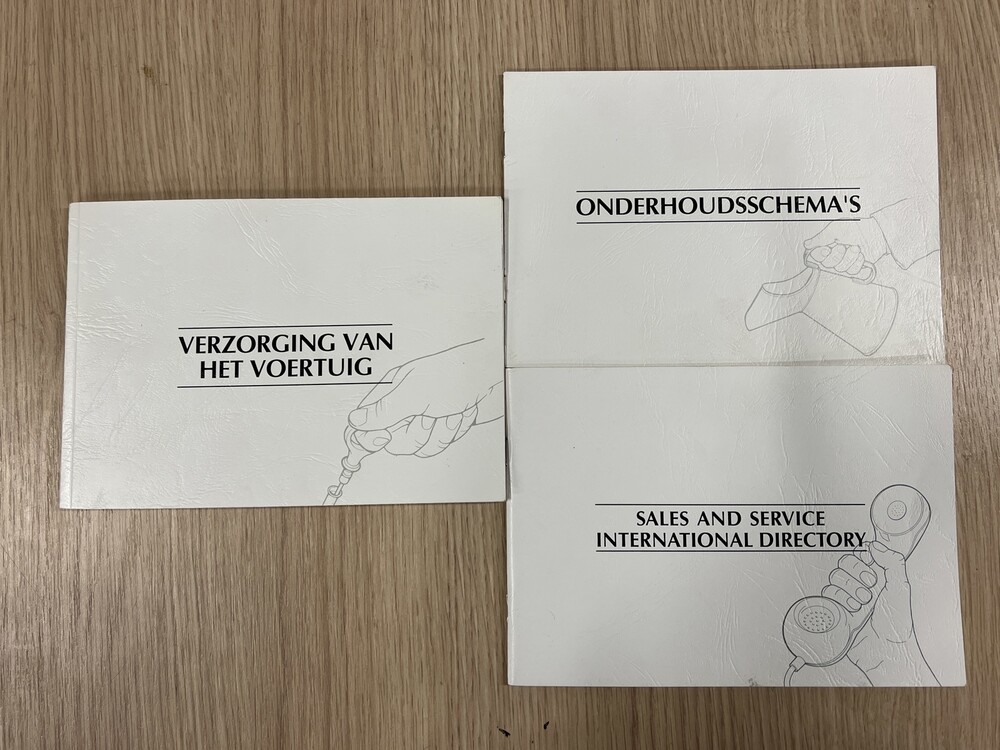 VERZORGING VAN
HET VOERTUIG
ONDERHOUDSSCHEMA'S
SALES AND SERVICE
INTERNATIONAL DIRECTORY